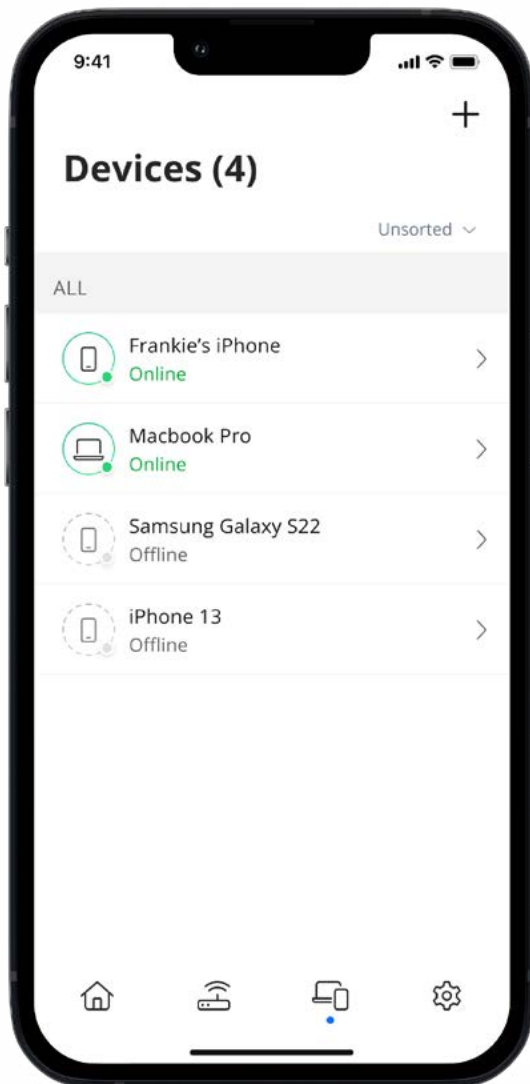 9:41
Devices (4)
Unsorted
ALL
Frankie’s iPhone
Online
Macbook Pro
Online
Samsung Galaxy S22
Offline
iPhone 13
Offline